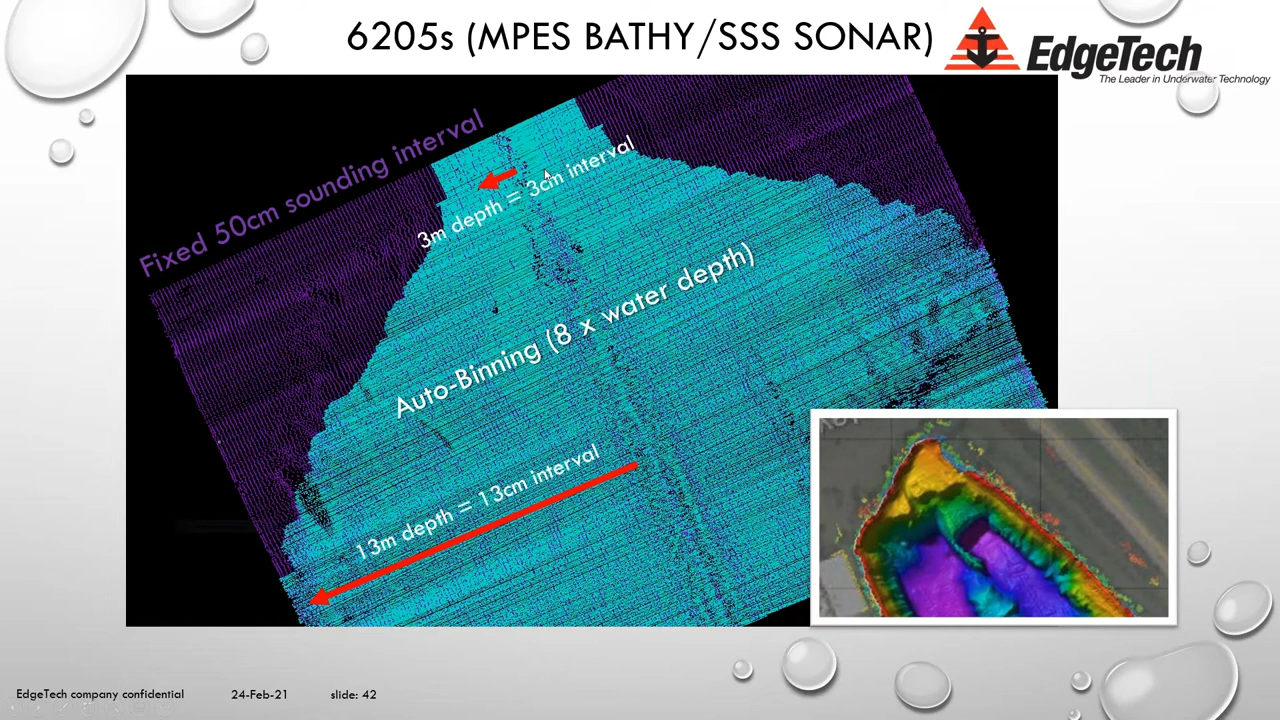 6205s (MPES BATHY/SSS SONAR)
EdgeTech
The Leader in Underwater Technology
Fixed 50cm sounding interval
3m depth = 3cm interval
Auto-Binning (8 x water depth)
13m depth = 13cm interval
EdgeTech company confidential
24-Feb-21
slide: 42